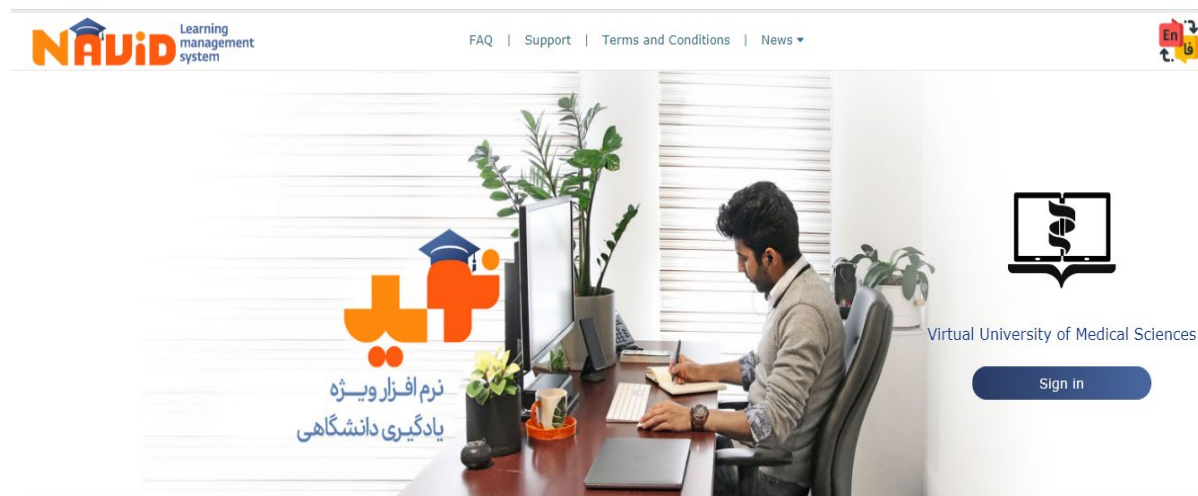 NAViD
Learning
management
system
FAQ | Support | Terms and Conditions | News
En
فا
نوید
نرم افزار ویژه
یادگیری دانشگاهی
Virtual University of Medical Sciences
Sign in